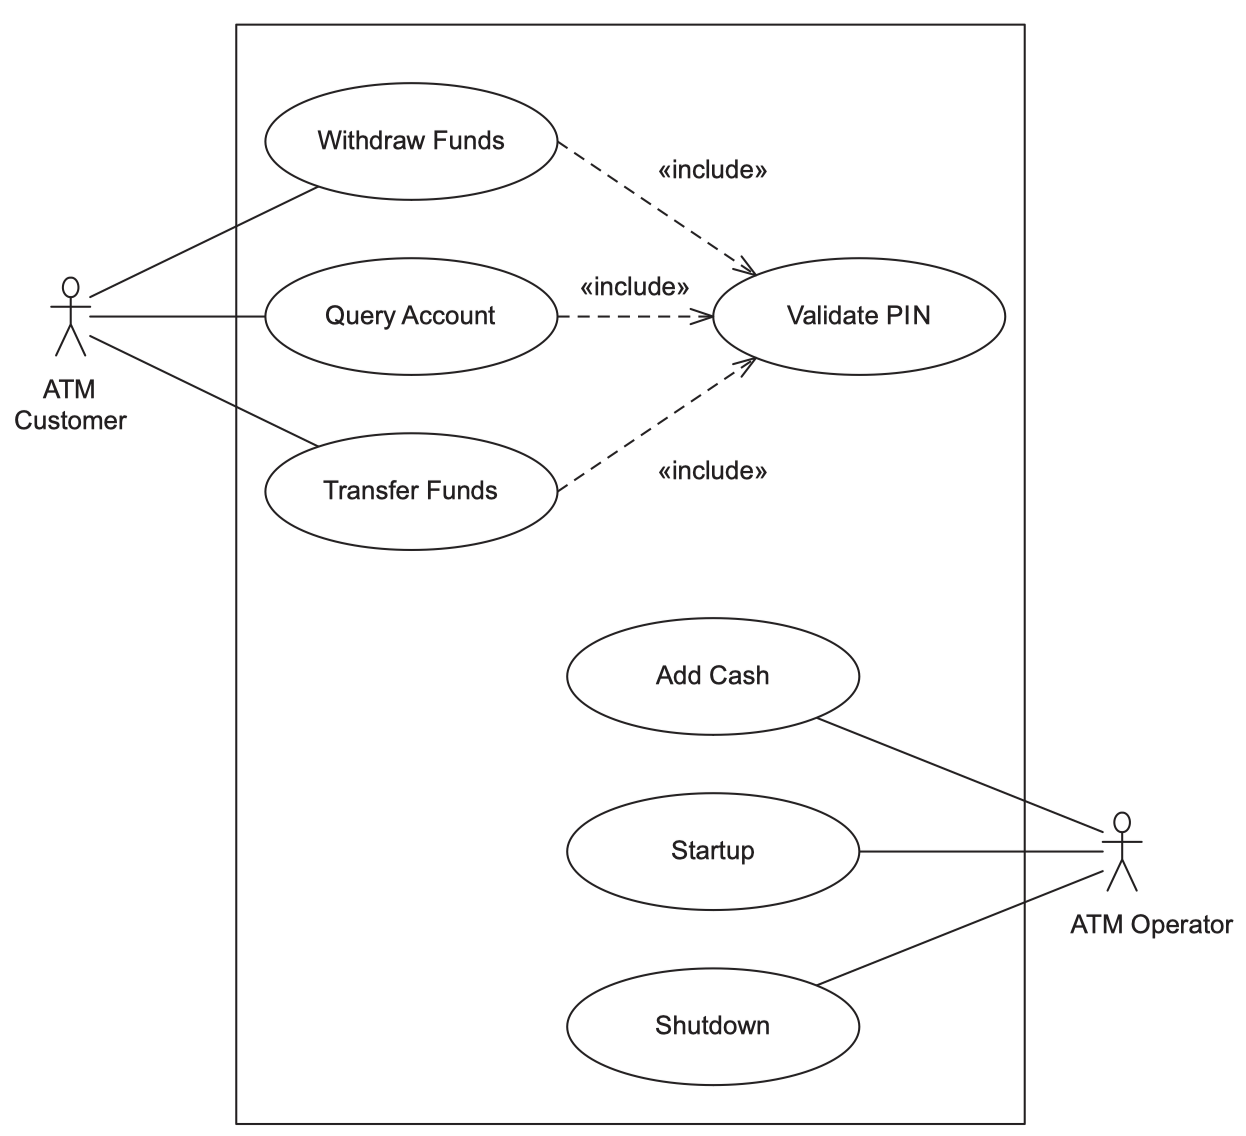 Withdraw Funds
«include»
«include»
Query Account
Validate PIN
ATM
Customer
«include»
Transfer Funds
Add Cash
Startup
ATM Operator
Shutdown